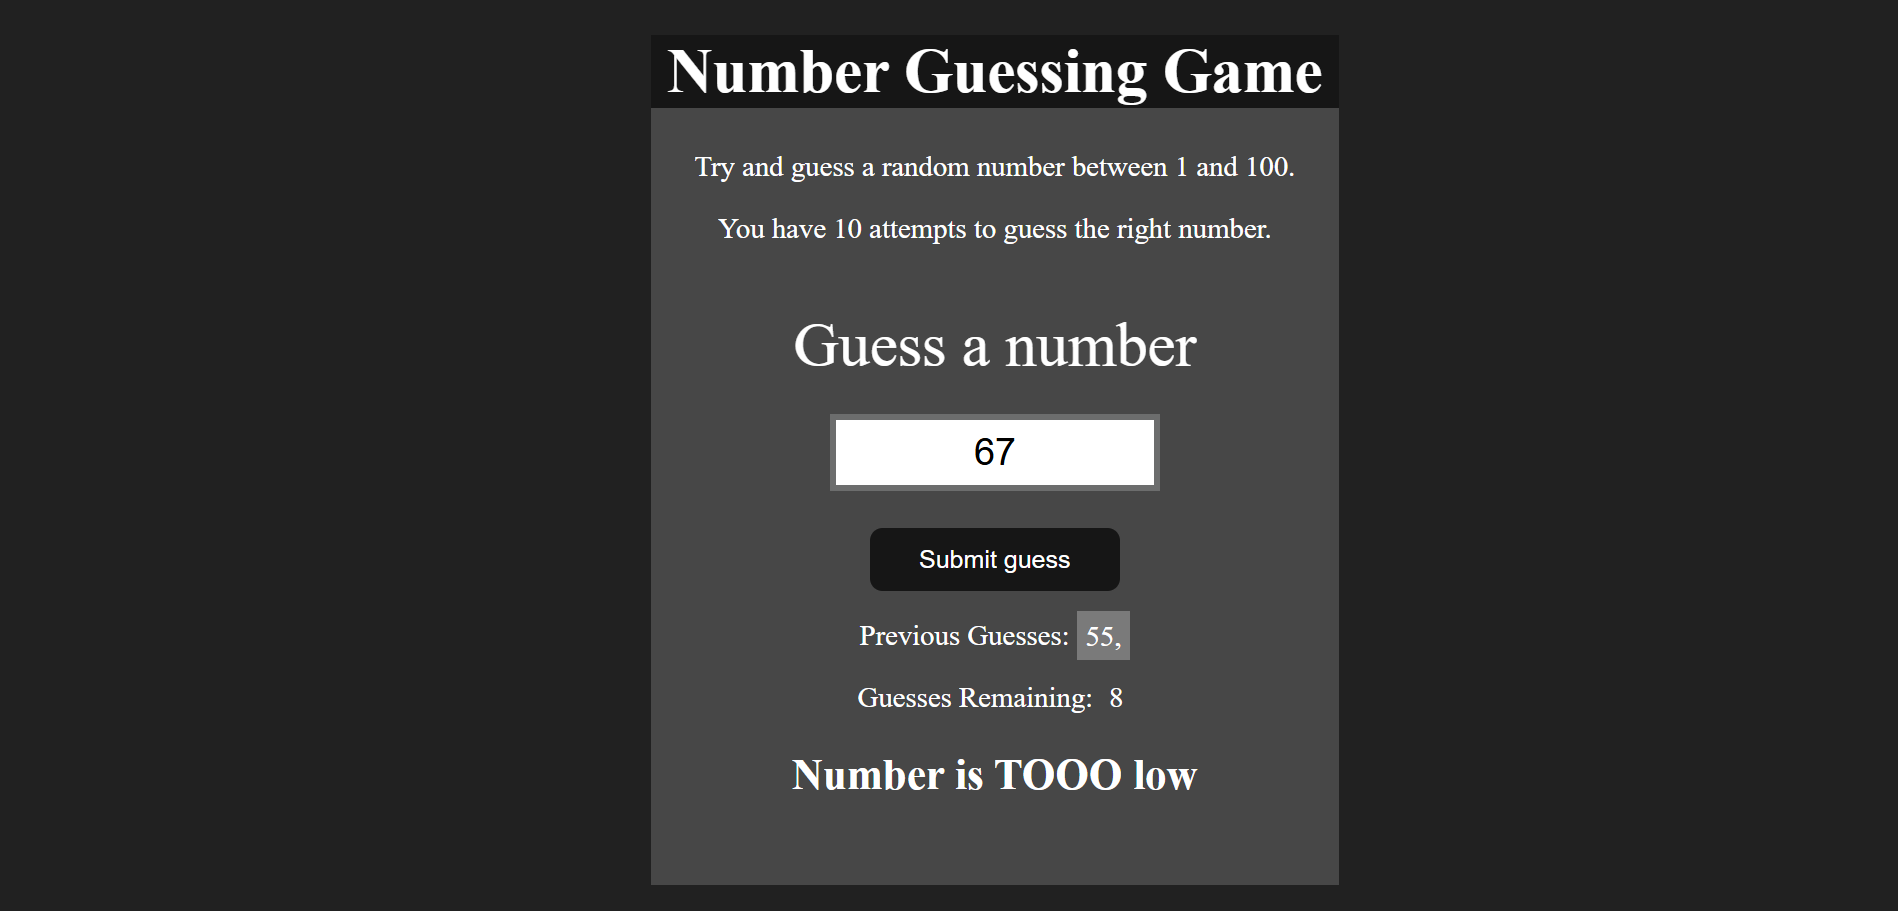 Number Guessing Game
Try and guess a random number between 1 and 100.
You have 10 attempts to guess the right number.
Guess a number
67
Submit guess
Previous Guesses: 55,
Guesses Remaining: 8
Number is TOOO low